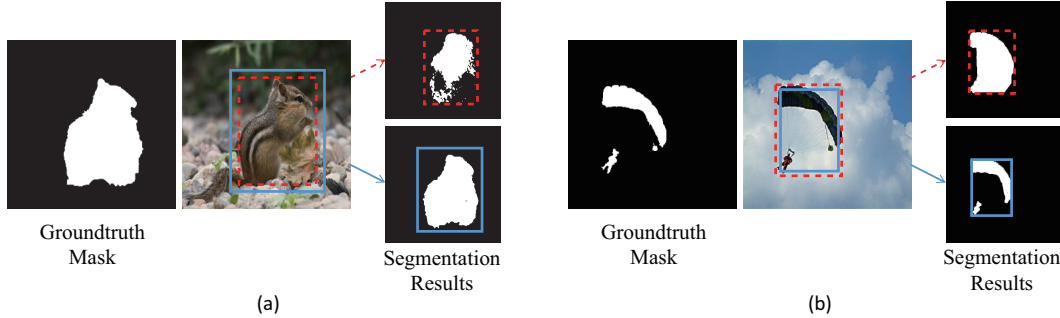 Groundtruth
Mask
Segmentation
Results
(a)
Groundtruth
Mask
Segmentation
Results
(b)